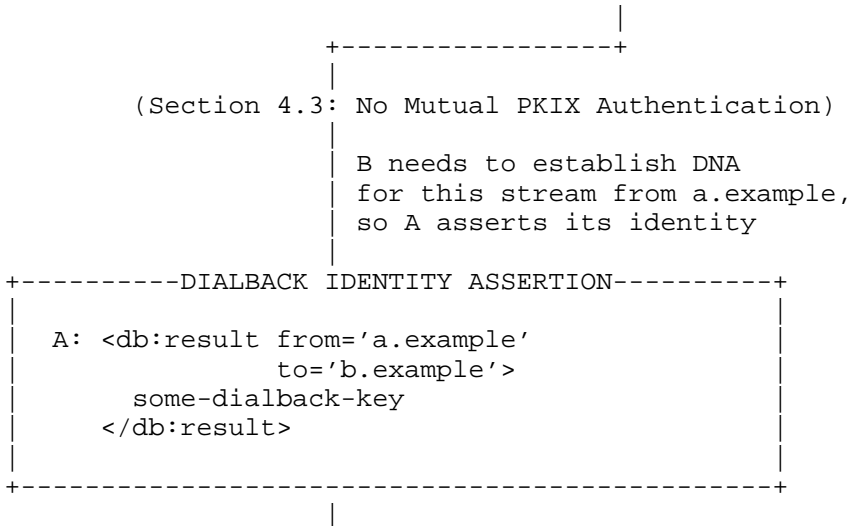 |
+-----------------+
|
(Section 4.3: No Mutual PKIX Authentication)
|
| B needs to establish DNA
| for this stream from a.example,
| so A asserts its identity
|
+----------DIALBACK IDENTITY ASSERTION----------+
| |
| A: <db:result from='a.example' |
| to='b.example'> |
| some-dialback-key |
| </db:result> |
| |
+-----------------------------------------------+
|